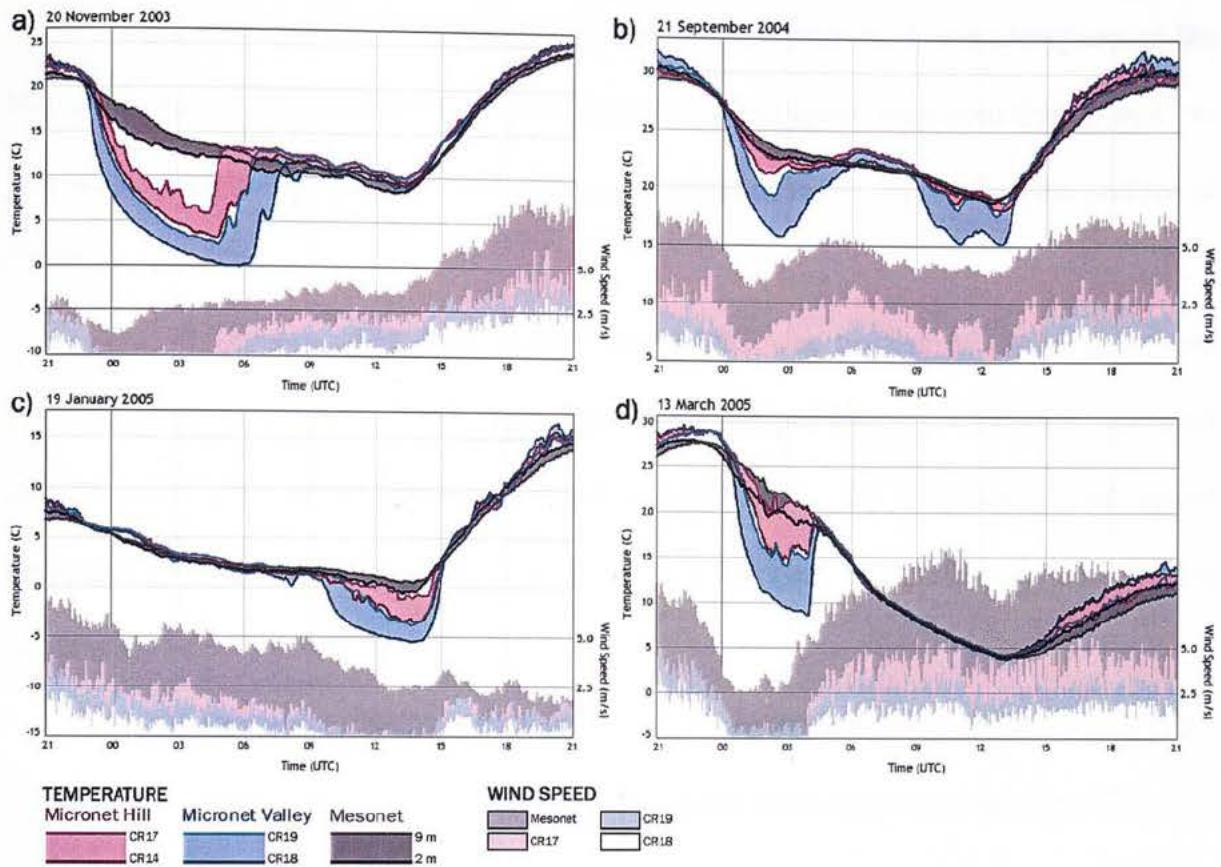 a) 20 November 2003
25
20
15
10
5
0
-5
-10
Temperature (C)
5.0
2.5
Wind Speed (m/s)
21 00 03 06 09 12 15 18 21
Time (UTC)
b) 21 September 2004
30
25
20
15
10
5
Temperature (C)
5.0
2.5
Wind Speed (m/s)
21 00 03 06 09 12 15 18 21
Time (UTC)
c) 19 January 2005
15
10
5
0
-5
-10
-15
Temperature (C)
5.0
2.5
Wind Speed (m/s)
21 00 03 06 09 12 15 18 21
Time (UTC)
d) 13 March 2005
30
25
20
15
10
5
0
-5
Temperature (C)
5.0
2.5
Wind Speed (m/s)
21 00 03 06 09 12 15 18 21
Time (UTC)
TEMPERATURE
Micronet Hill Micronet Valley Mesonet
CR17 CR19 9 m
CR14 CR18 2 m
WIND SPEED
Mesonet CR19
CR17 CR18